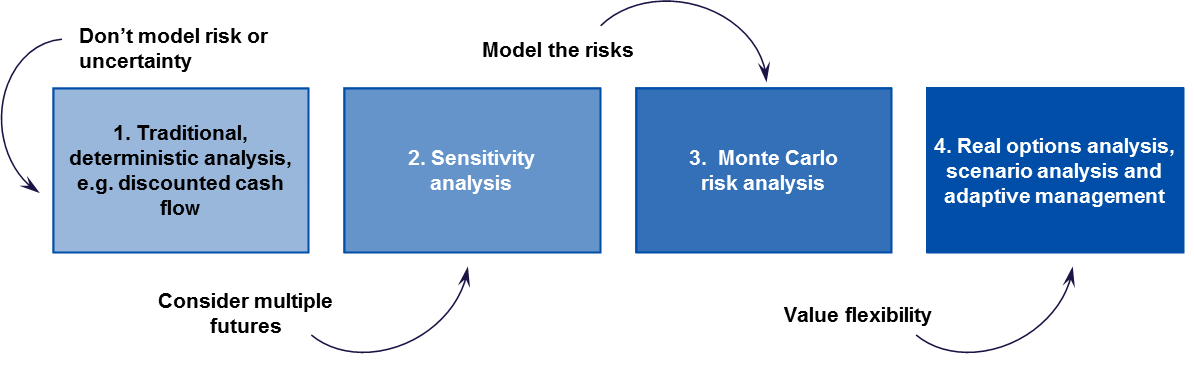 Don’t model risk or
uncertainty
Model the risks
1. Traditional,
deterministic analysis,
e.g. discounted cash
flow
2. Sensitivity
analysis
3.  Monte Carlo
risk analysis
4. Real options analysis,
scenario analysis and
adaptive management
Consider multiple
futures
Value flexibility